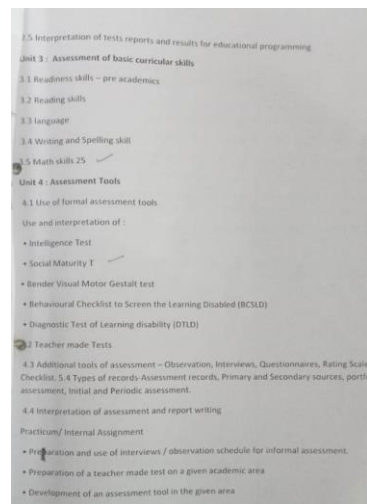 2.5 Interpretation of tests reports and results for educational programming
Unit 3 : Assessment of basic curricular skills
3.1 Readiness skills – pre academics
3.2 Reading skills
3.3 language
3.4 Writing and Spelling skill
3.5 Math skills 25
Unit 4 : Assessment Tools
4.1 Use of formal assessment tools
Use and interpretation of :
• Intelligence Test
• Social Maturity T
• Bender Visual Motor Gestalt test
• Behavioural Checklist to Screen the Learning Disabled (BCSLD)
• Diagnostic Test of Learning disability (DTLD)
4.2 Teacher made Tests
4.3 Additional tools of assessment – Observation, Interviews, Questionnaires, Rating Scale
Checklist. 5.4 Types of records-Assessment records, Primary and Secondary sources, portf
assessment, Initial and Periodic assessment.
4.4 Interpretation of assessment and report writing
Practicum/ Internal Assignment
• Preparation and use of interviews / observation schedule for informal assessment.
• Preparation of a teacher made test on a given academic area
• Development of an assessment tool in the given area